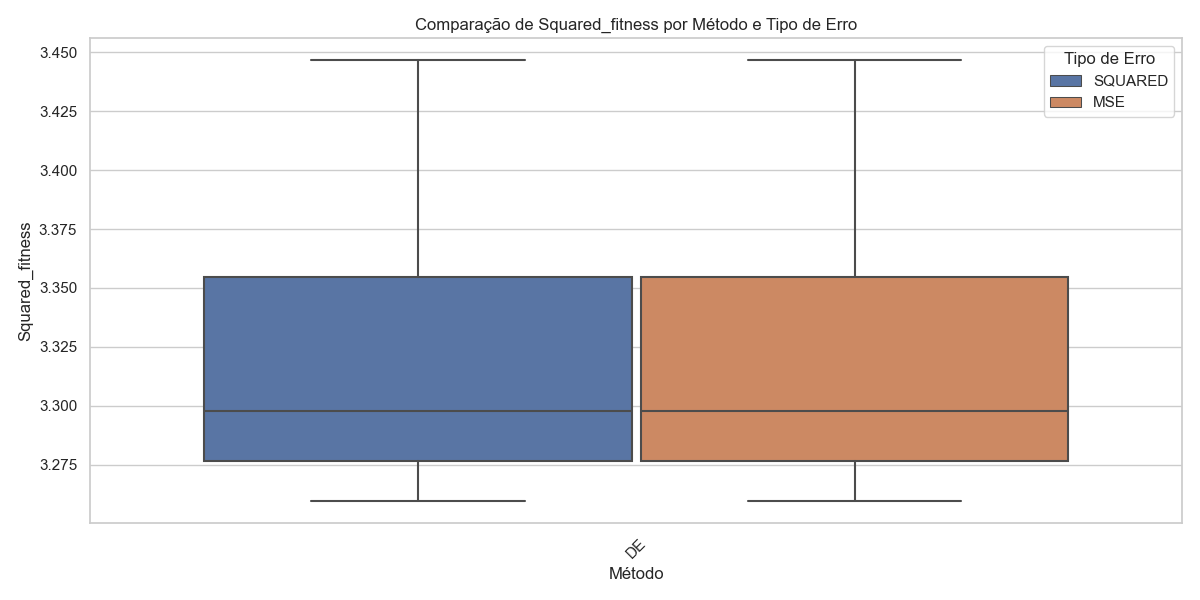 Comparação de Squared_fitness por Método e Tipo de Erro
Tipo de Erro
SQUARED
MSE
Squared_fitness
3.450
3.425
3.400
3.375
3.350
3.325
3.300
3.275
DE
Método